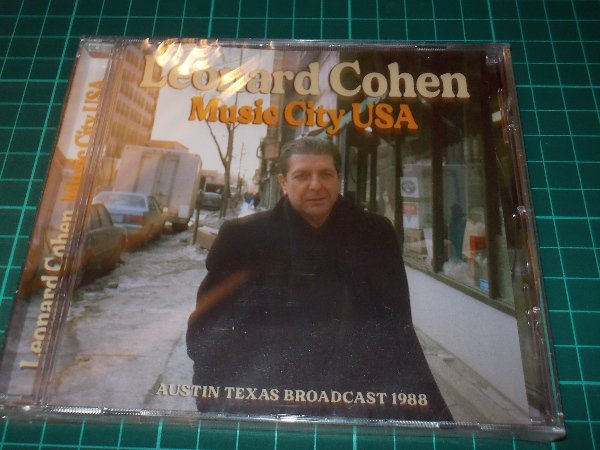 Leonard Cohen
Music City USA
AUSTIN TEXAS BROADCAST 1988
Leonard Cohen Music City USA